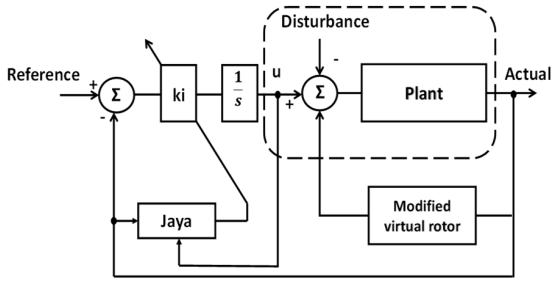 Disturbance
Reference
+
Σ
-
ki
1
s
u
+
Σ
-
Plant
Actual
Jaya
Modified
virtual rotor